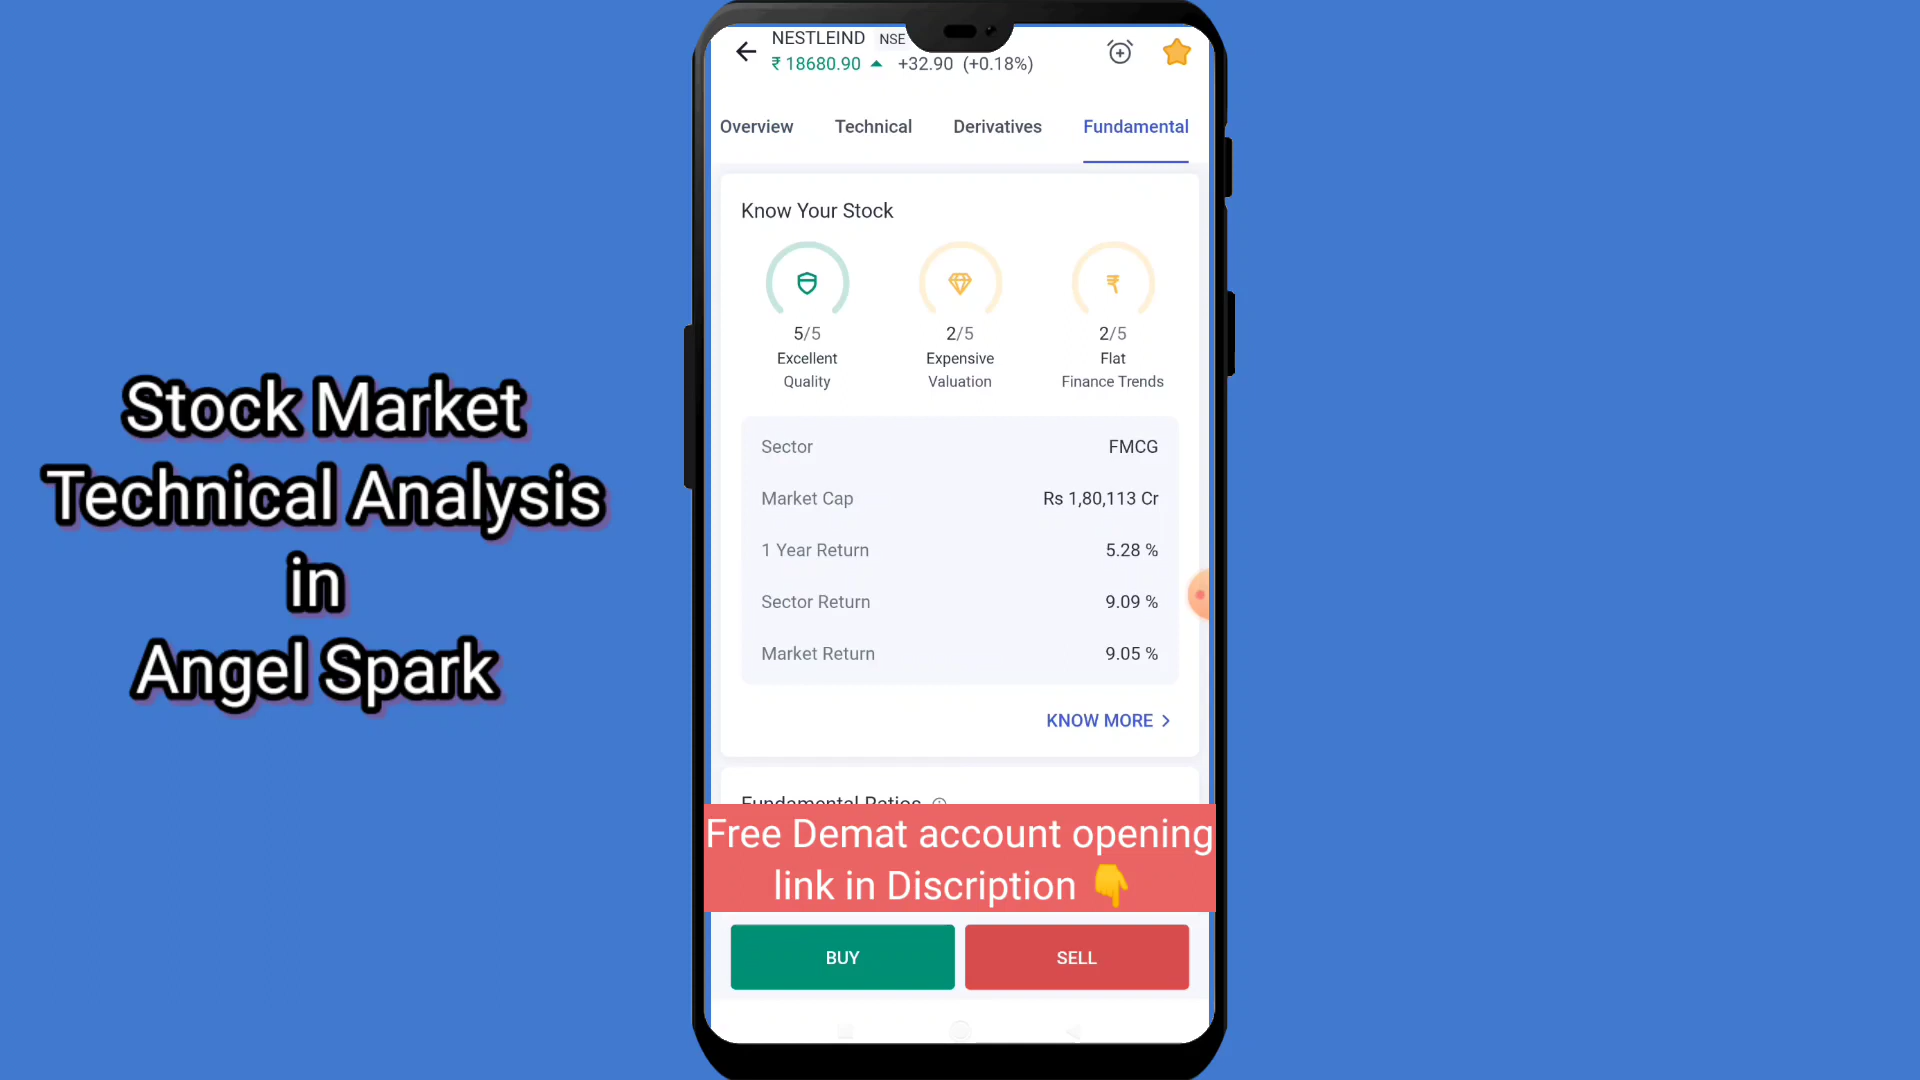 Stock Market
Technical Analysis
in
Angel Spark
NESTLEIND NSE
₹ 18680.90 ▲ +32.90 (+0.18%)
Overview Technical Derivatives Fundamental
Know Your Stock
5/5 2/5 2/5
Excellent Expensive Flat
Quality Valuation Finance Trends
Sector FMCG
Market Cap Rs 1,80,113 Cr
1 Year Return 5.28 %
Sector Return 9.09 %
Market Return 9.05 %
KNOW MORE >
Fundamental Ratios
Free Demat account opening
link in Discription 👇
BUY SELL